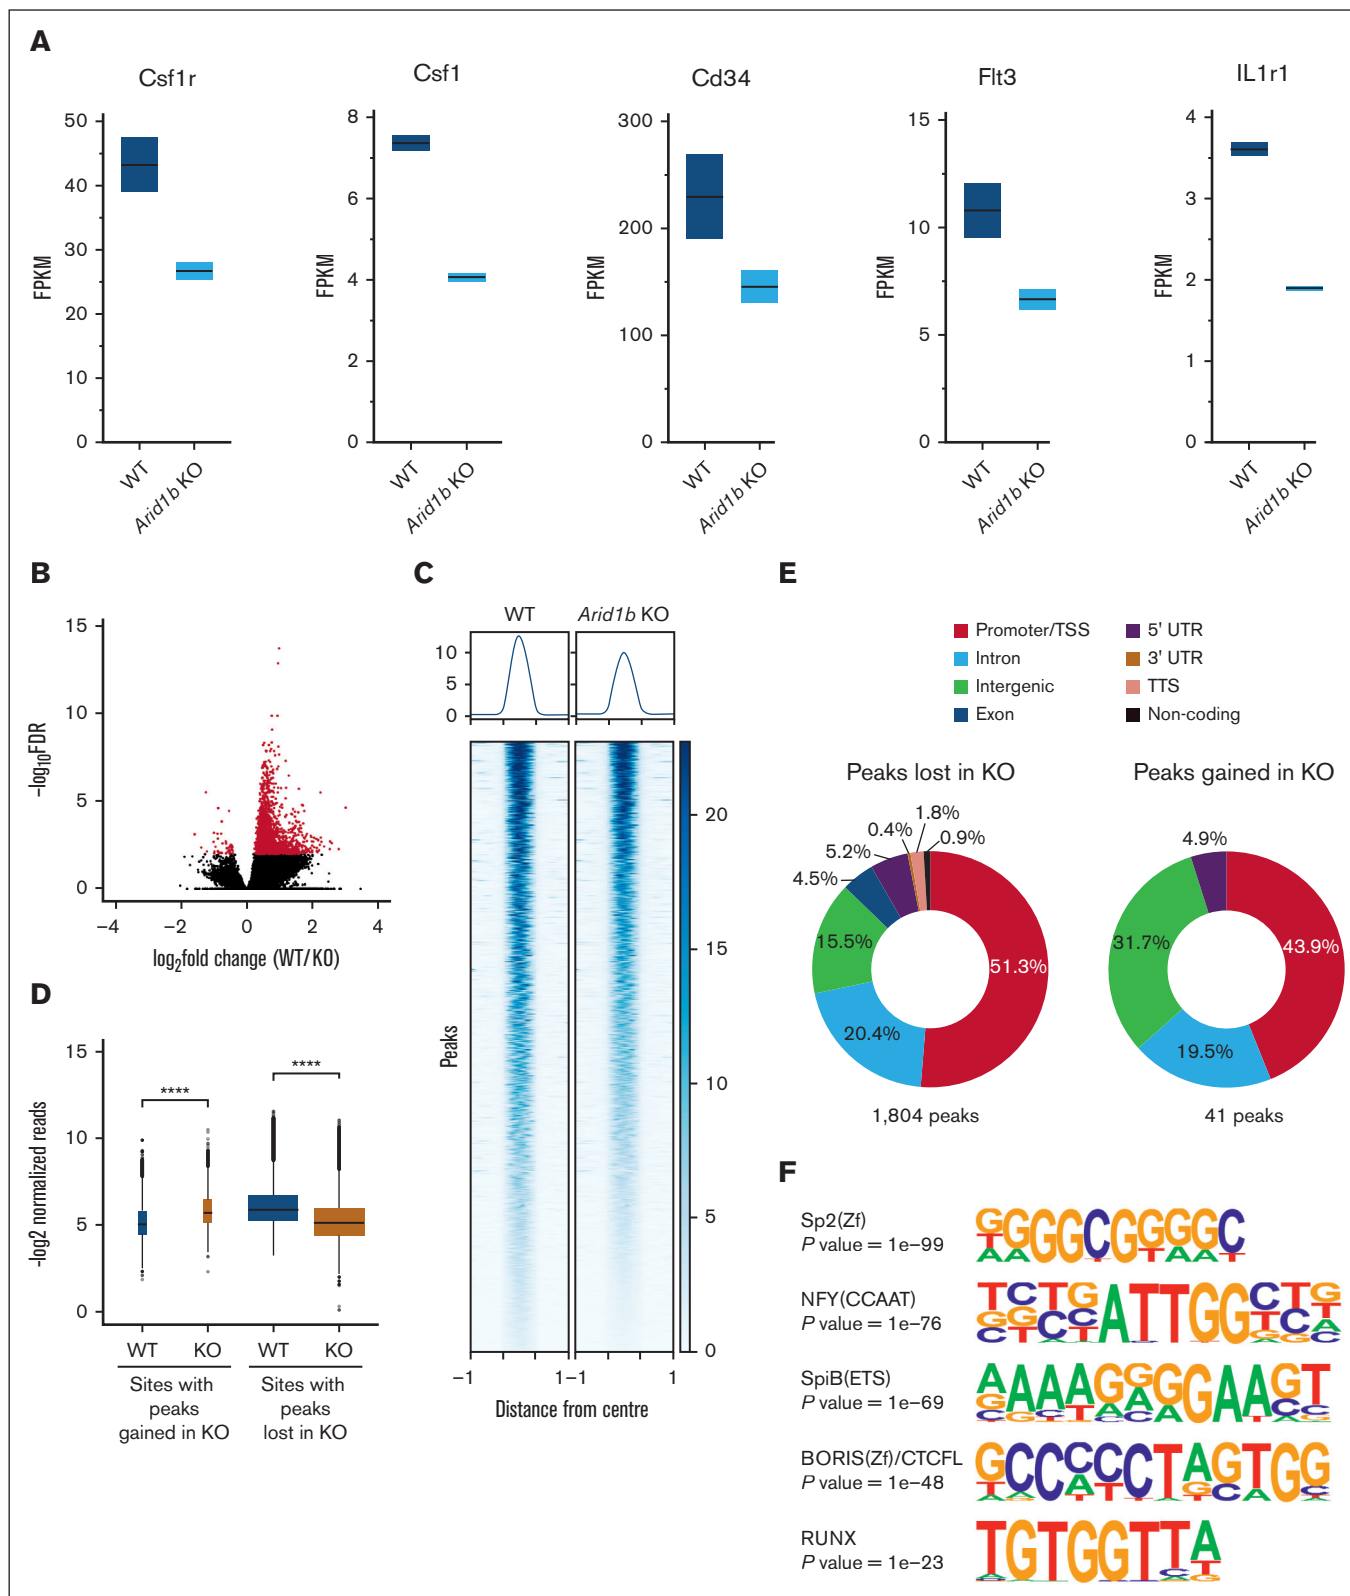 A
Csf1r
Csf1
Cd34
Flt3
IL1r1
FPKM
50
40
30
20
10
0
WT
Arid1b KO
FPKM
8
6
4
2
0
WT
Arid1b KO
FPKM
300
200
100
0
WT
Arid1b KO
FPKM
15
10
5
0
WT
Arid1b KO
FPKM
4
3
2
1
0
WT
Arid1b KO
B
–log10FDR
15
10
5
0
–4
–2
0
2
4
log2fold change (WT/KO)
C
WT
Arid1b KO
10
5
0
Peaks
20
15
10
5
0
–1
1
–1
1
Distance from centre
D
-log2 normalized reads
15
10
5
0
****
****
WT
KO
WT
KO
Sites with
peaks
gained in KO
Sites with
peaks
lost in KO
E
Promoter/TSS
Intron
Intergenic
Exon
5' UTR
3' UTR
TTS
Non-coding
Peaks lost in KO
1.8%
0.4%
0.9%
5.2%
4.5%
15.5%
51.3%
20.4%
1,804 peaks
Peaks gained in KO
4.9%
31.7%
43.9%
19.5%
41 peaks
F
Sp2(Zf)
P value = 1e–99
GGGGCGGGGC
NFY(CCAAT)
P value = 1e–76
TCTGATTGGCTG
SpiB(ETS)
P value = 1e–69
AAAAGGGGAAGT
BORIS(Zf)/CTCFL
P value = 1e–48
GCCCCCTAGTGG
RUNX
P value = 1e–23
TGTGGTTA